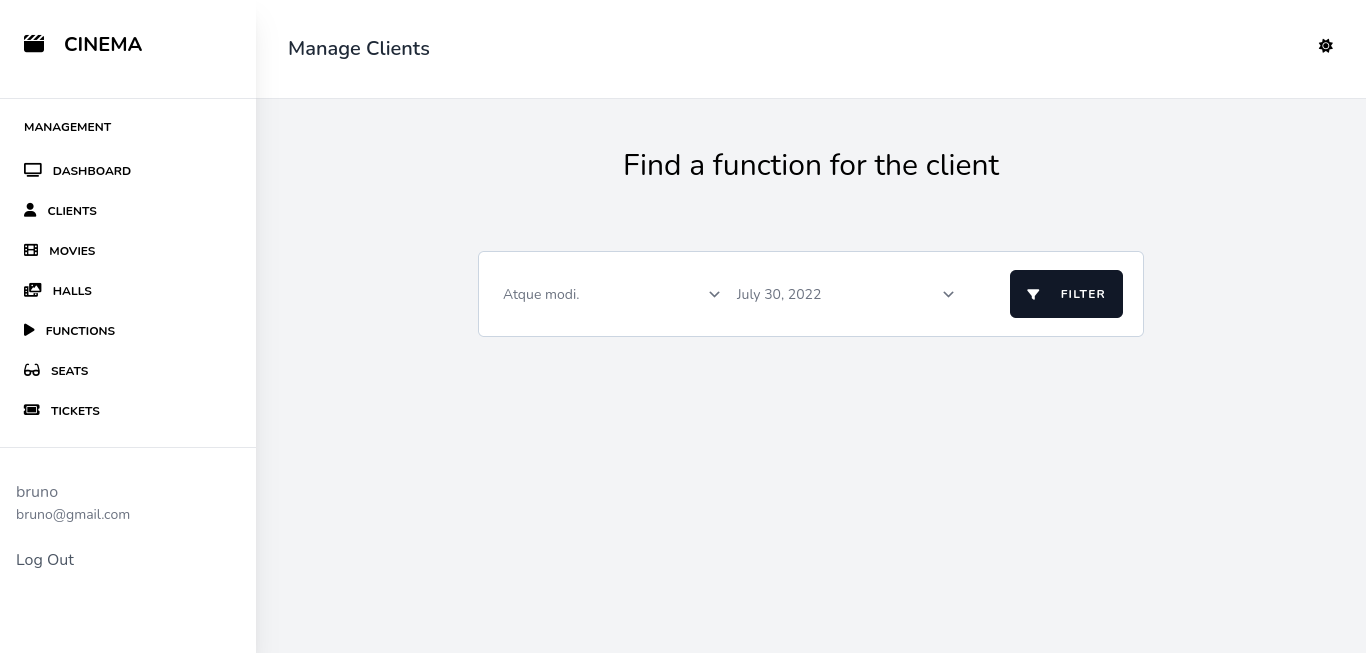 CINEMA
Manage Clients
MANAGEMENT
DASHBOARD
CLIENTS
MOVIES
HALLS
FUNCTIONS
SEATS
TICKETS
bruno
bruno@gmail.com
Log Out
Find a function for the client
Atque modi.
July 30, 2022
FILTER